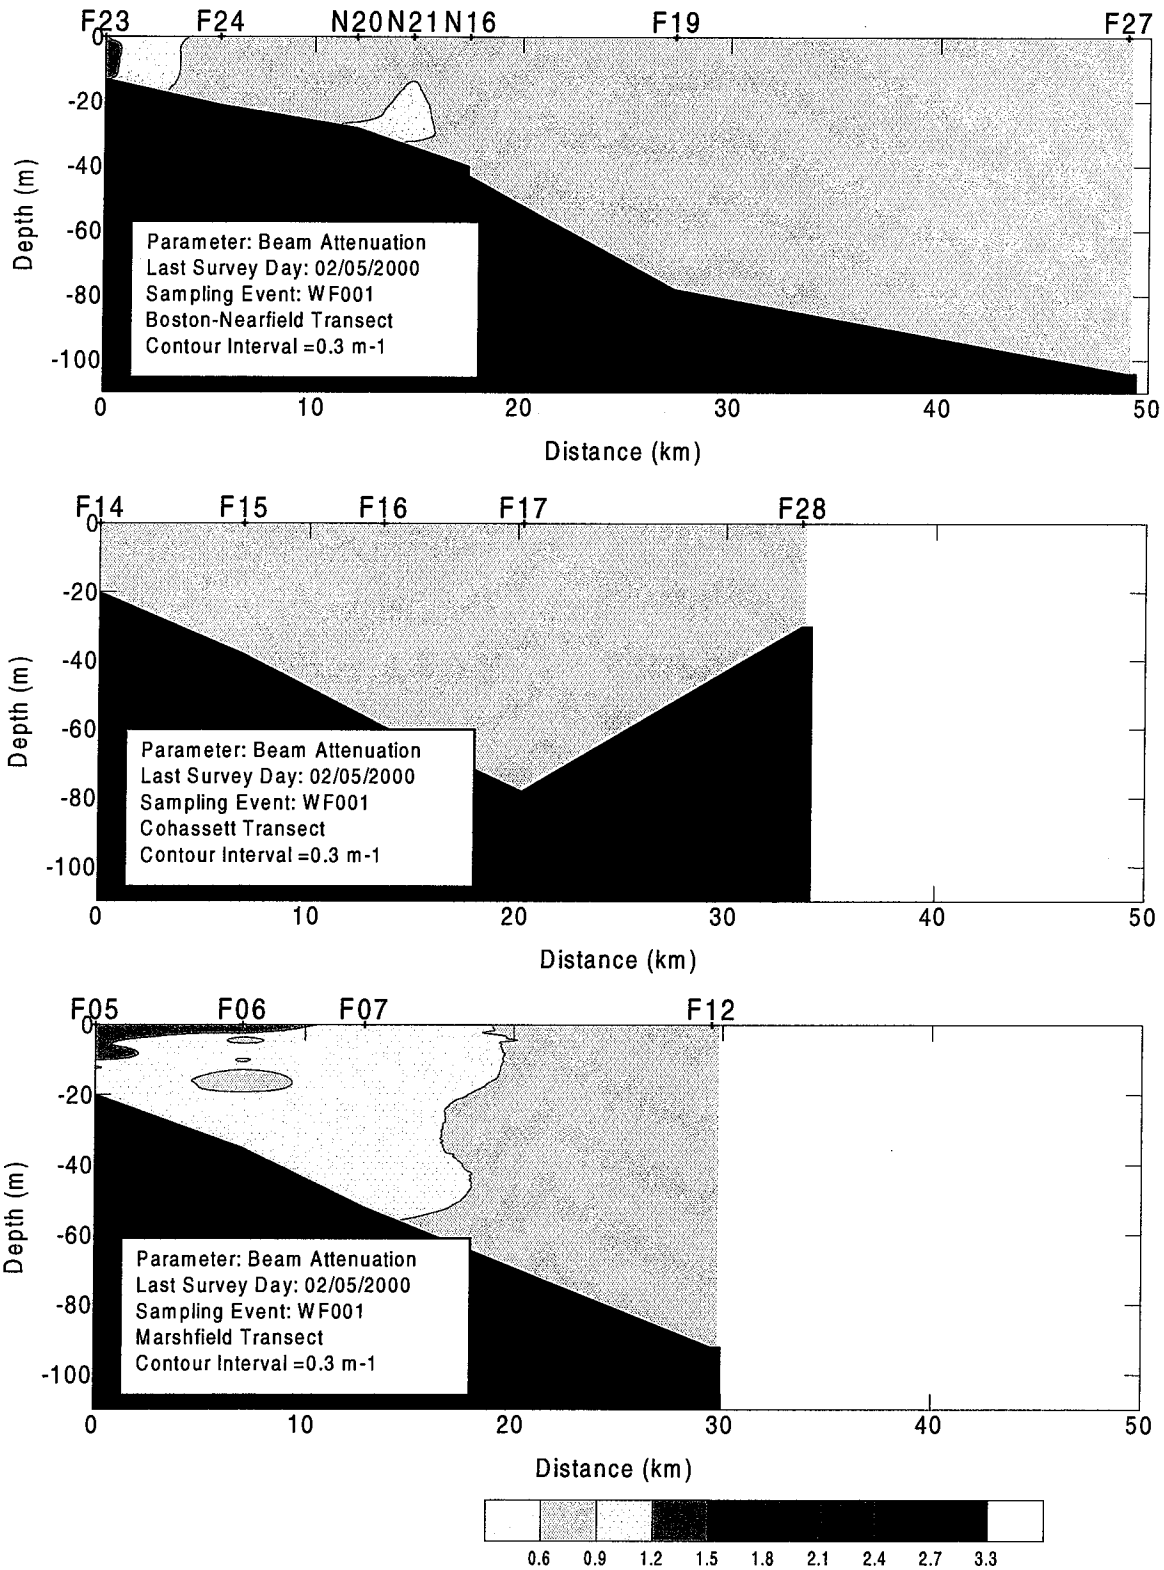 F23 F24 N20 N21 N16 F19 F27
0
-20
-40
-60
-80
-100
Depth (m)
Parameter: Beam Attenuation
Last Survey Day: 02/05/2000
Sampling Event: WF001
Boston-Nearfield Transect
Contour Interval =0.3 m-1
0 10 20 30 40 50
Distance (km)
F14 F15 F16 F17 F28
0
-20
-40
-60
-80
-100
Depth (m)
Parameter: Beam Attenuation
Last Survey Day: 02/05/2000
Sampling Event: WF001
Cohassett Transect
Contour Interval =0.3 m-1
0 10 20 30 40 50
Distance (km)
F05 F06 F07 F12
0
-20
-40
-60
-80
-100
Depth (m)
Parameter: Beam Attenuation
Last Survey Day: 02/05/2000
Sampling Event: WF001
Marshfield Transect
Contour Interval =0.3 m-1
0 10 20 30 40 50
Distance (km)
0.6 0.9 1.2 1.5 1.8 2.1 2.4 2.7 3.3